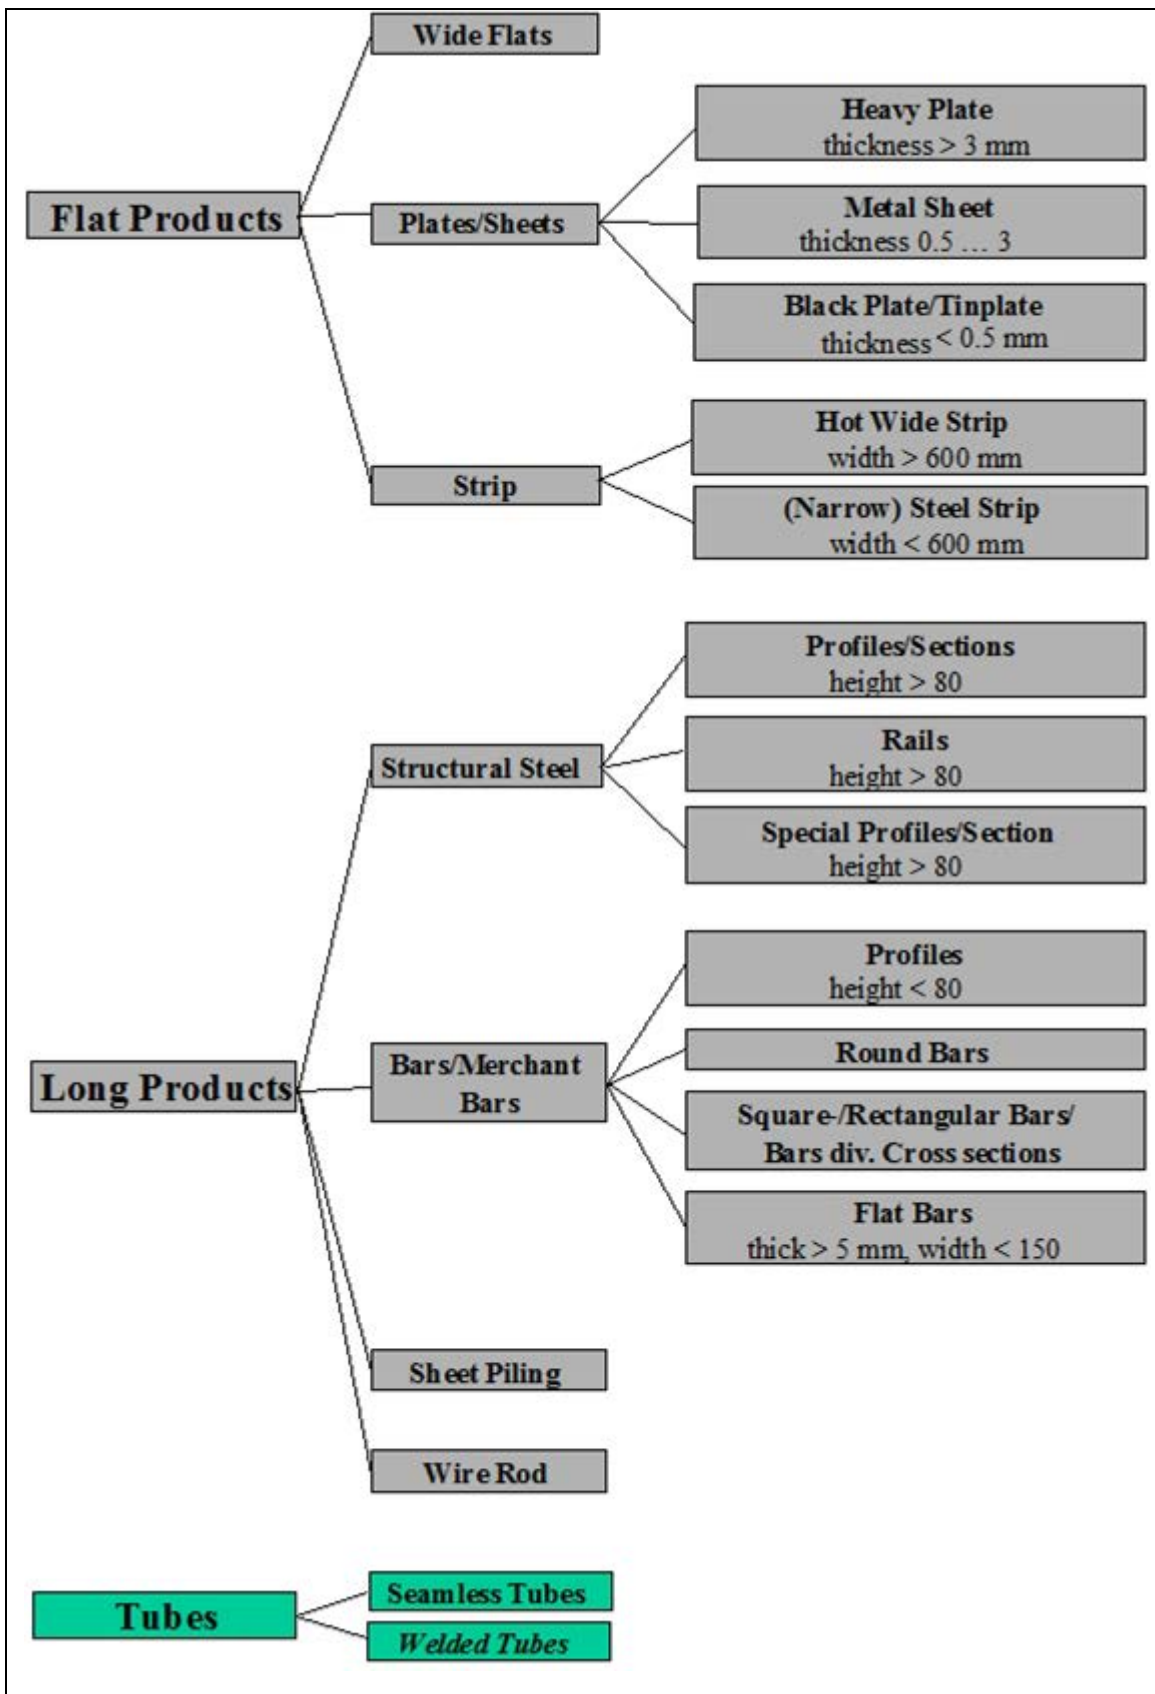 Wide Flats
Heavy Plate
thickness > 3 mm
Flat Products
Plates/Sheets
Metal Sheet
thickness 0.5 ... 3
Black Plate/Tinplate
thickness < 0.5 mm
Strip
Hot Wide Strip
width > 600 mm
(Narrow) Steel Strip
width < 600 mm
Profiles/Sections
height > 80
Structural Steel
Rails
height > 80
Special Profiles/Section
height > 80
Profiles
height < 80
Long Products
Bars/Merchant
Bars
Round Bars
Square-/Rectangular Bars/
Bars div. Cross sections
Flat Bars
thick > 5 mm, width < 150
Sheet Piling
Wire Rod
Tubes
Seamless Tubes
Welded Tubes